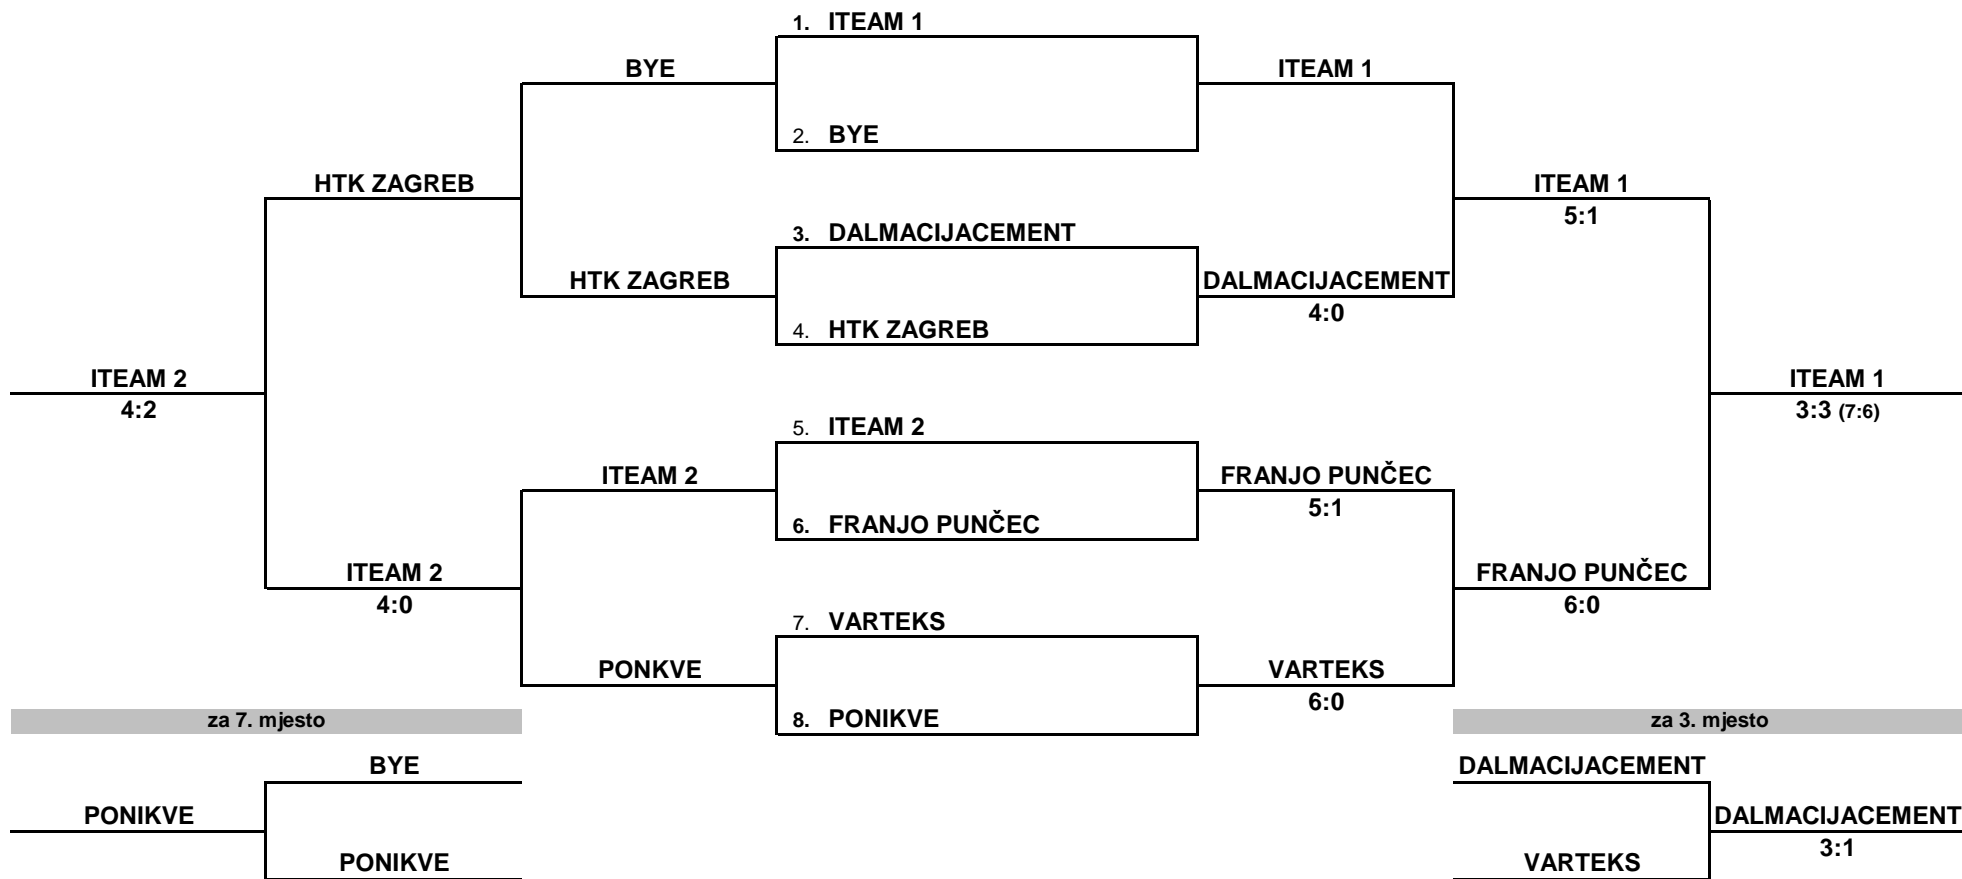 1. ITEAM 1
BYE
ITEAM 1
2. BYE
HTK ZAGREB
ITEAM 1
5:1
3. DALMACIJACEMENT
HTK ZAGREB
DALMACIJACEMENT
4:0
4. HTK ZAGREB
ITEAM 2
4:2
ITEAM 1
3:3 (7:6)
5. ITEAM 2
ITEAM 2
FRANJO PUNČEC
5:1
6. FRANJO PUNČEC
ITEAM 2
4:0
FRANJO PUNČEC
6:0
7. VARTEKS
PONKVE
VARTEKS
6:0
8. PONIKVE
za 7. mjesto
za 3. mjesto
BYE
DALMACIJACEMENT
PONIKVE
DALMACIJACEMENT
3:1
PONIKVE
VARTEKS